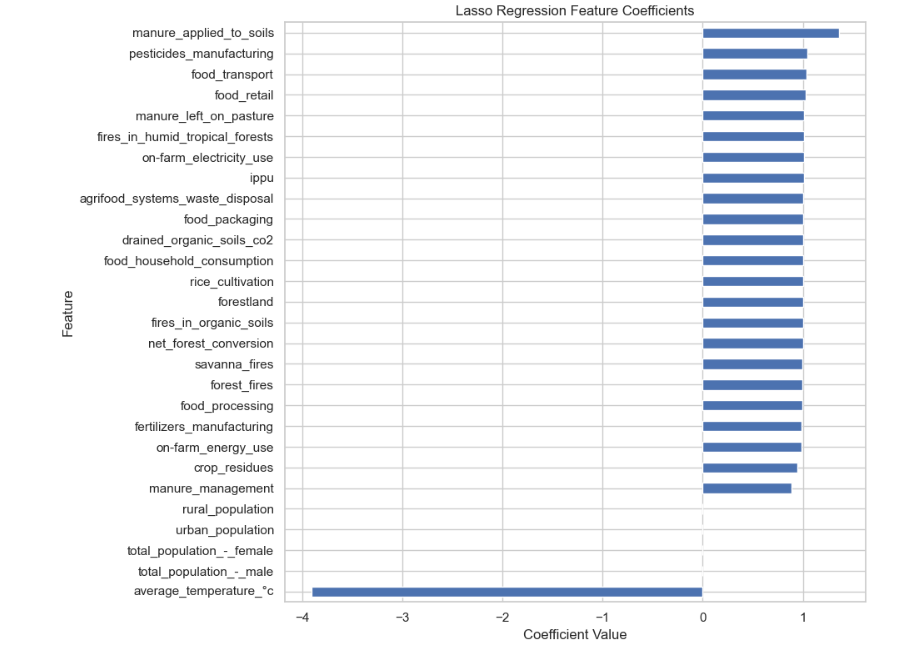 Lasso Regression Feature Coefficients
manure_applied_to_soils
pesticides_manufacturing
food_transport
food_retail
manure_left_on_pasture
fires_in_humid_tropical_forests
on-farm_electricity_use
ippu
agrifood_systems_waste_disposal
food_packaging
drained_organic_soils_co2
food_household_consumption
rice_cultivation
forestland
fires_in_organic_soils
net_forest_conversion
savanna_fires
forest_fires
food_processing
fertilizers_manufacturing
on-farm_energy_use
crop_residues
manure_management
rural_population
urban_population
total_population_-_female
total_population_-_male
average_temperature_°c
Feature
−4 −3 −2 −1 0 1
Coefficient Value